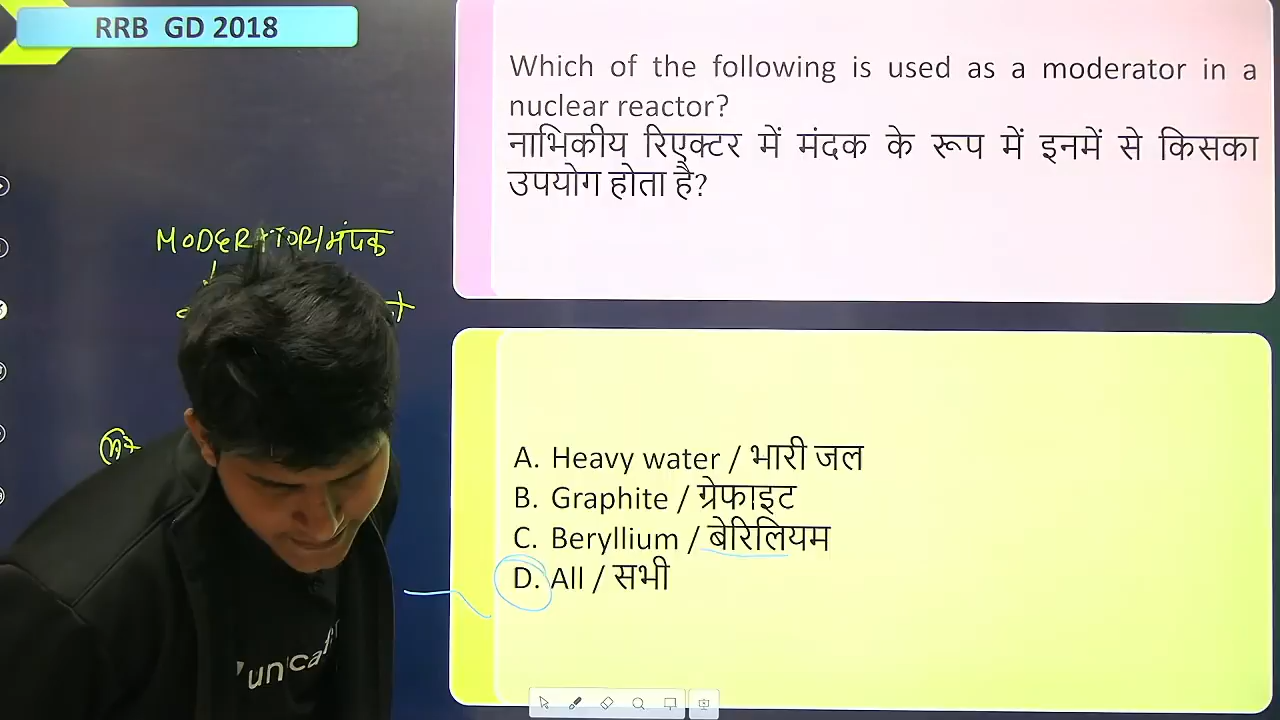 RRB GD 2018
Which of the following is used as a moderator in a
nuclear reactor?
नाभिकीय रिएक्टर में मंदक के रूप में इनमें से किसका
उपयोग होता है?
MODERATOR/मंदक
A. Heavy water / भारी जल
B. Graphite / ग्रेफाइट
C. Beryllium / बेरिलियम
D. All / सभी